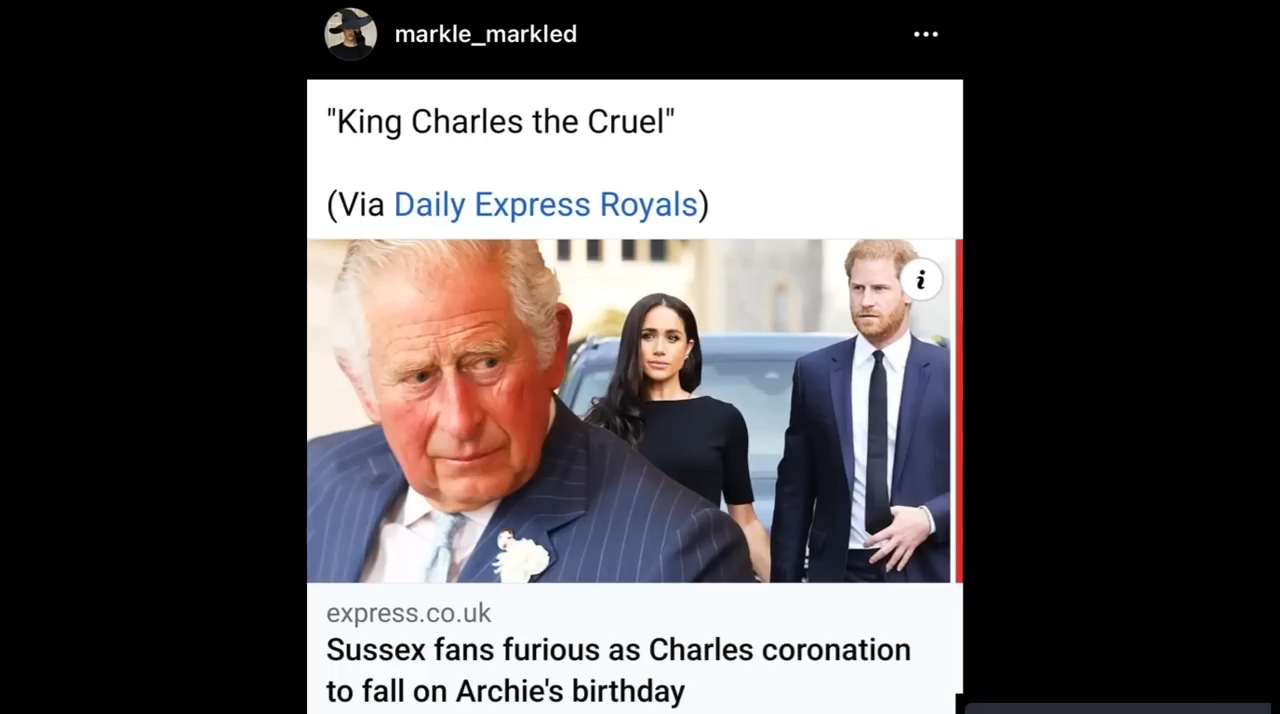 markle_markled
"King Charles the Cruel"
(Via Daily Express Royals)
i
express.co.uk
Sussex fans furious as Charles coronation
to fall on Archie's birthday